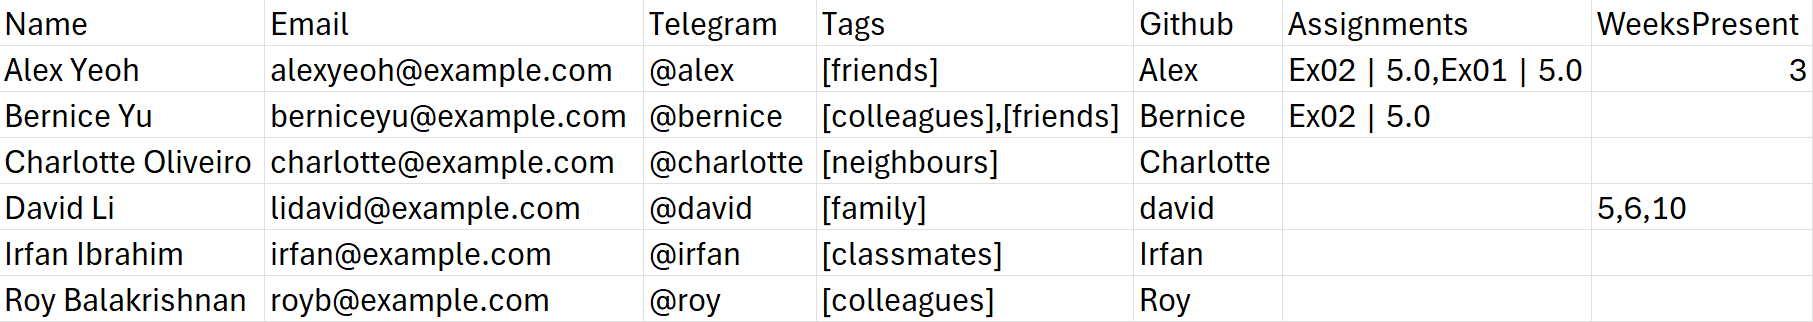 Name Email Telegram Tags Github Assignments WeeksPresent
Alex Yeoh alexyeoh@example.com @alex [friends] Alex Ex02 | 5.0,Ex01 | 5.0 3
Bernice Yu berniceyu@example.com @bernice [colleagues],[friends] Bernice Ex02 | 5.0
Charlotte Oliveiro charlotte@example.com @charlotte [neighbours] Charlotte
David Li lidavid@example.com @david [family] david 5,6,10
Irfan Ibrahim irfan@example.com @irfan [classmates] Irfan
Roy Balakrishnan royb@example.com @roy [colleagues] Roy